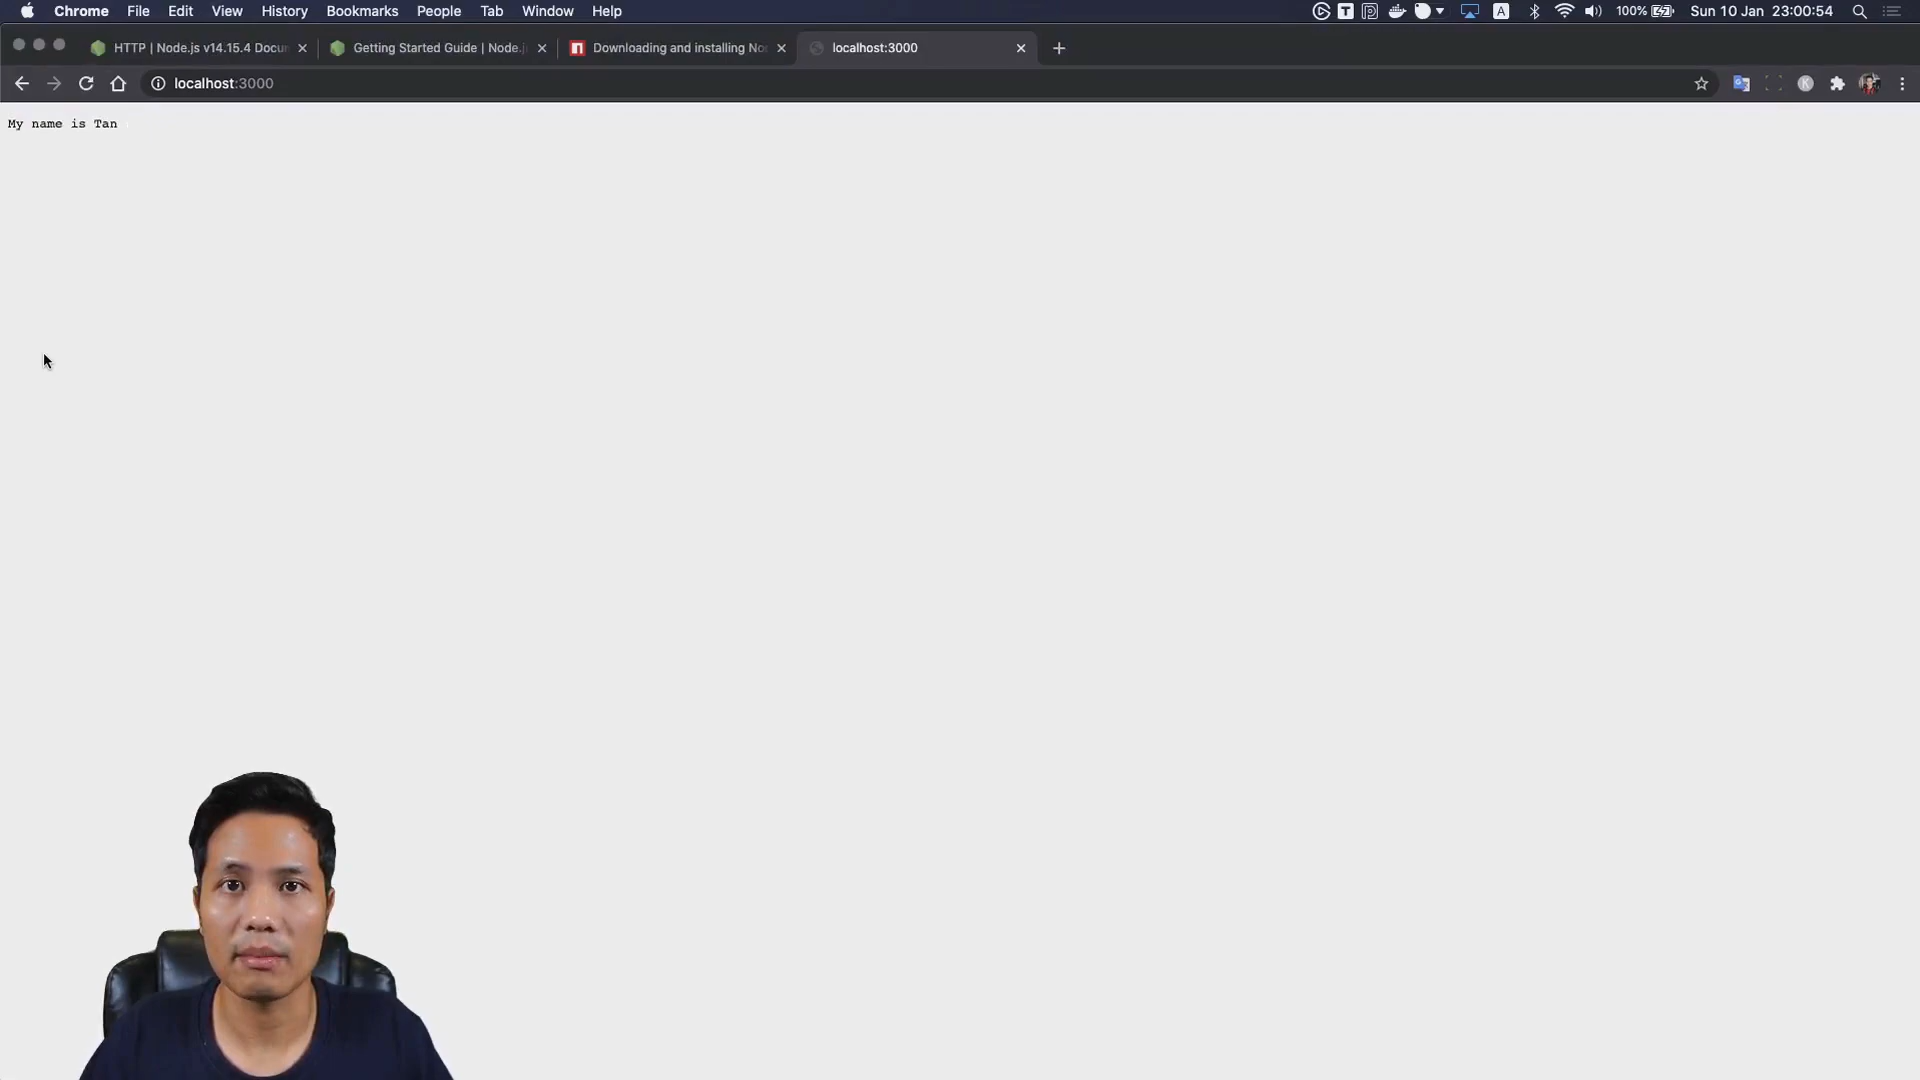 Chrome File Edit View History Bookmarks People Tab Window Help 100% Sun 10 Jan 23:00:54
HTTP | Node.js v14.15.4 Docum Getting Started Guide | Node.j Downloading and installing No localhost:3000
localhost:3000
My name is Tan